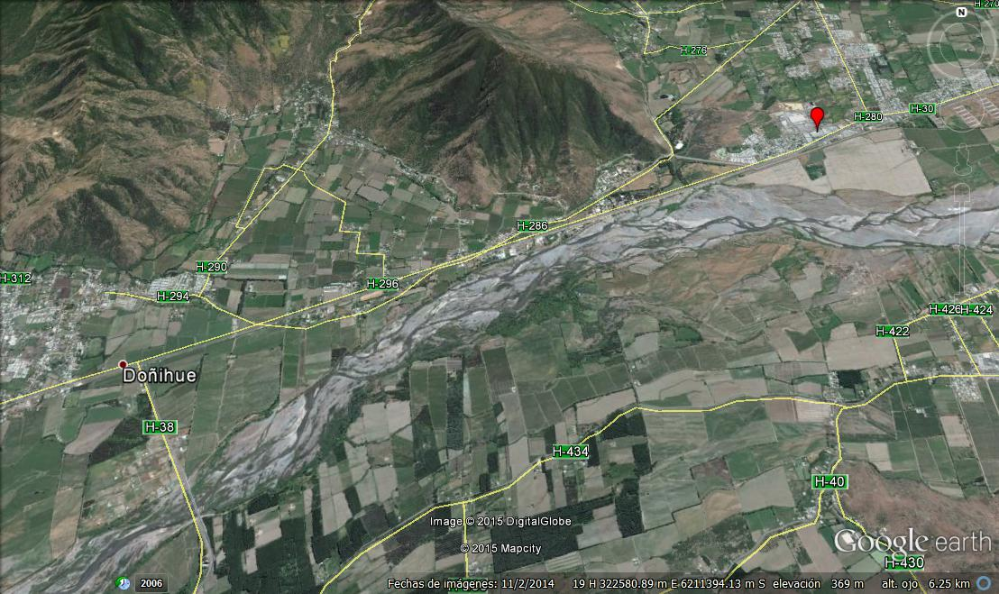 H-270
N
H-276
H-280
H-30
H-286
H-290
H-312
H-296
H-294
H-426
H-424
H-422
Doñihue
H-38
H-434
H-40
Image © 2015 DigitalGlobe
© 2015 Mapcity
Google earth
H-430
2006
Fechas de imágenes: 11/2/2014 19 H 322580.89 m E 6211394.13 m S elevación 369 m alt. ojo 6.25 km